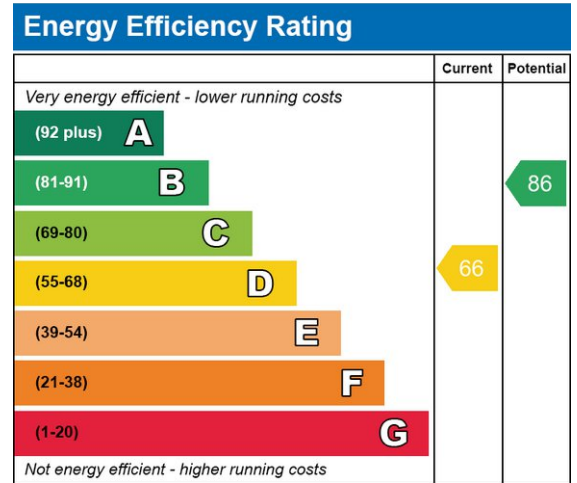 Energy Efficiency Rating
Current Potential
Very energy efficient - lower running costs
(92 plus) A
(81-91) B
86
(69-80) C
(55-68) D
66
(39-54) E
(21-38) F
(1-20) G
Not energy efficient - higher running costs